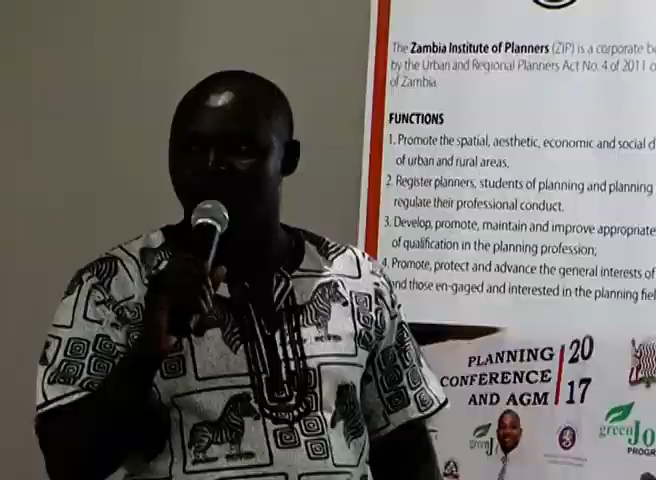 The Zambia Institute of Planners (ZIP) is a corporate
by the Urban and Regional Planners Act No. 4 of 2011
of Zambia.
FUNCTIONS
1. Promote the spatial, aesthetic, economic and social
of urban and rural areas.
2. Register planners, students of planning and planning
regulate their professional conduct.
3. Develop, promote, maintain and improve appropriate
of qualification in the planning profession;
4. Promote, protect and advance the general interests of
and those en-gaged and interested in the planning
PLANNING
CONFERENCE
AND AGM
20
17
green
green